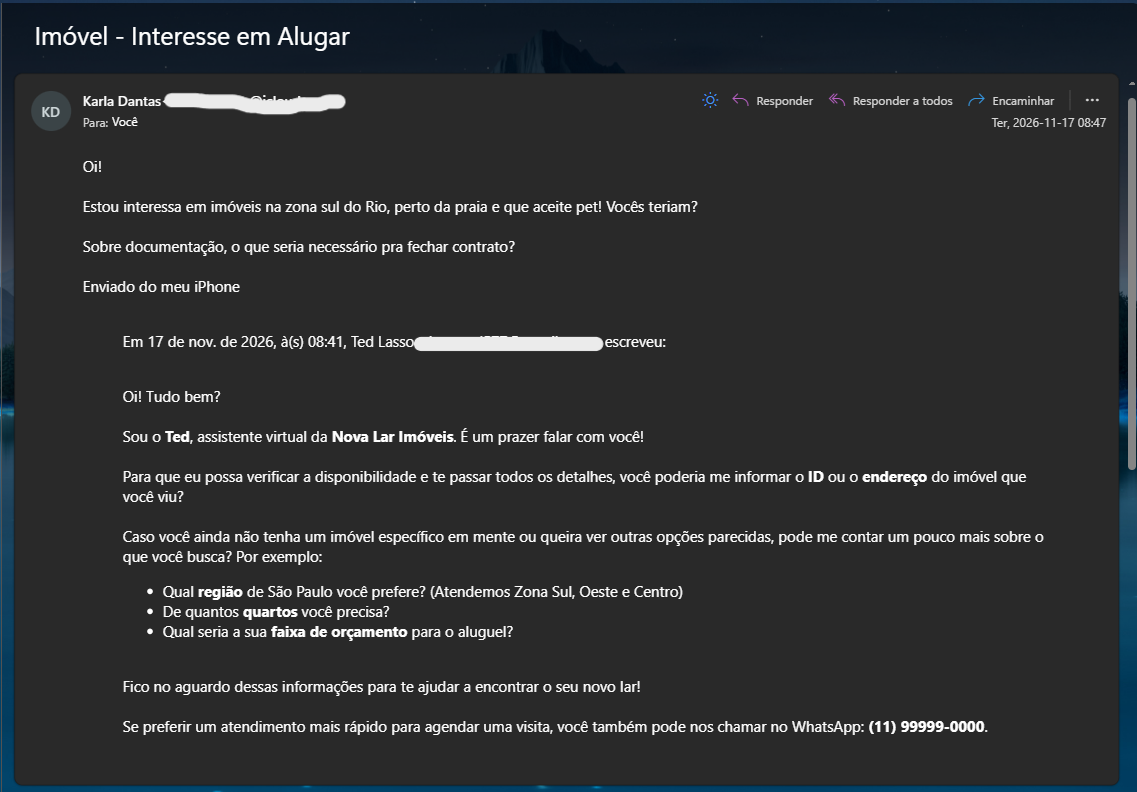 Imóvel - Interesse em Alugar
KD
Karla Dantas
Para: Você
Responder
Responder a todos
Encaminhar
Ter, 2026-11-17 08:47
Oi!
Estou interessa em imóveis na zona sul do Rio, perto da praia e que aceite pet! Vocês teriam?
Sobre documentação, o que seria necessário pra fechar contrato?
Enviado do meu iPhone
Em 17 de nov. de 2026, à(s) 08:41, Ted Lasso escreveu:
Oi! Tudo bem?
Sou o Ted, assistente virtual da Nova Lar Imóveis. É um prazer falar com você!
Para que eu possa verificar a disponibilidade e te passar todos os detalhes, você poderia me informar o ID ou o endereço do imóvel que
você viu?
Caso você ainda não tenha um imóvel específico em mente ou queira ver outras opções parecidas, pode me contar um pouco mais sobre o
que você busca? Por exemplo:
• Qual região de São Paulo você prefere? (Atendemos Zona Sul, Oeste e Centro)
• De quantos quartos você precisa?
• Qual seria a sua faixa de orçamento para o aluguel?
Fico no aguardo dessas informações para te ajudar a encontrar o seu novo lar!
Se preferir um atendimento mais rápido para agendar uma visita, você também pode nos chamar no WhatsApp: (11) 99999-0000.